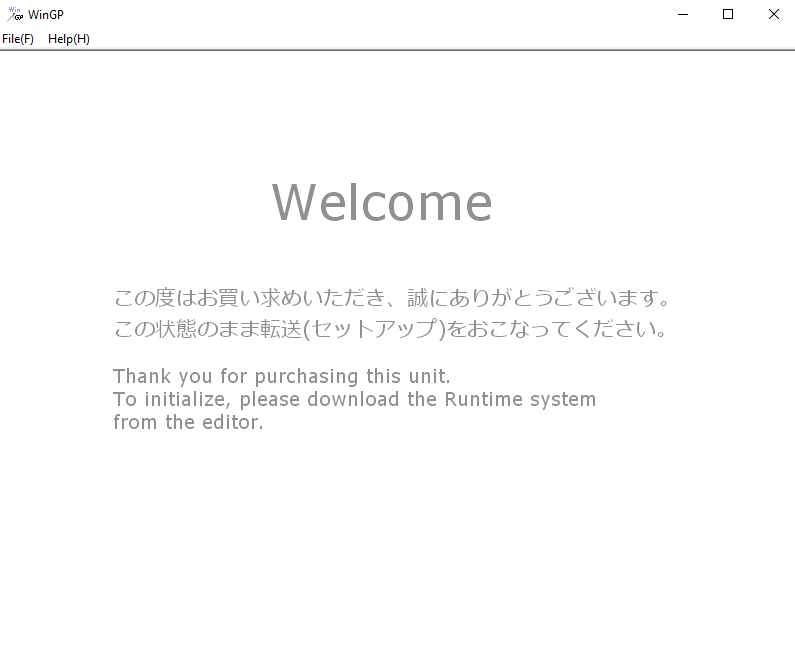 WinGP
File(F) Help(H)
Welcome
この度はお買い求めいただき、誠にありがとうございます。
この状態のまま転送(セットアップ)をおこなってください。
Thank you for purchasing this unit.
To initialize, please download the Runtime system
from the editor.